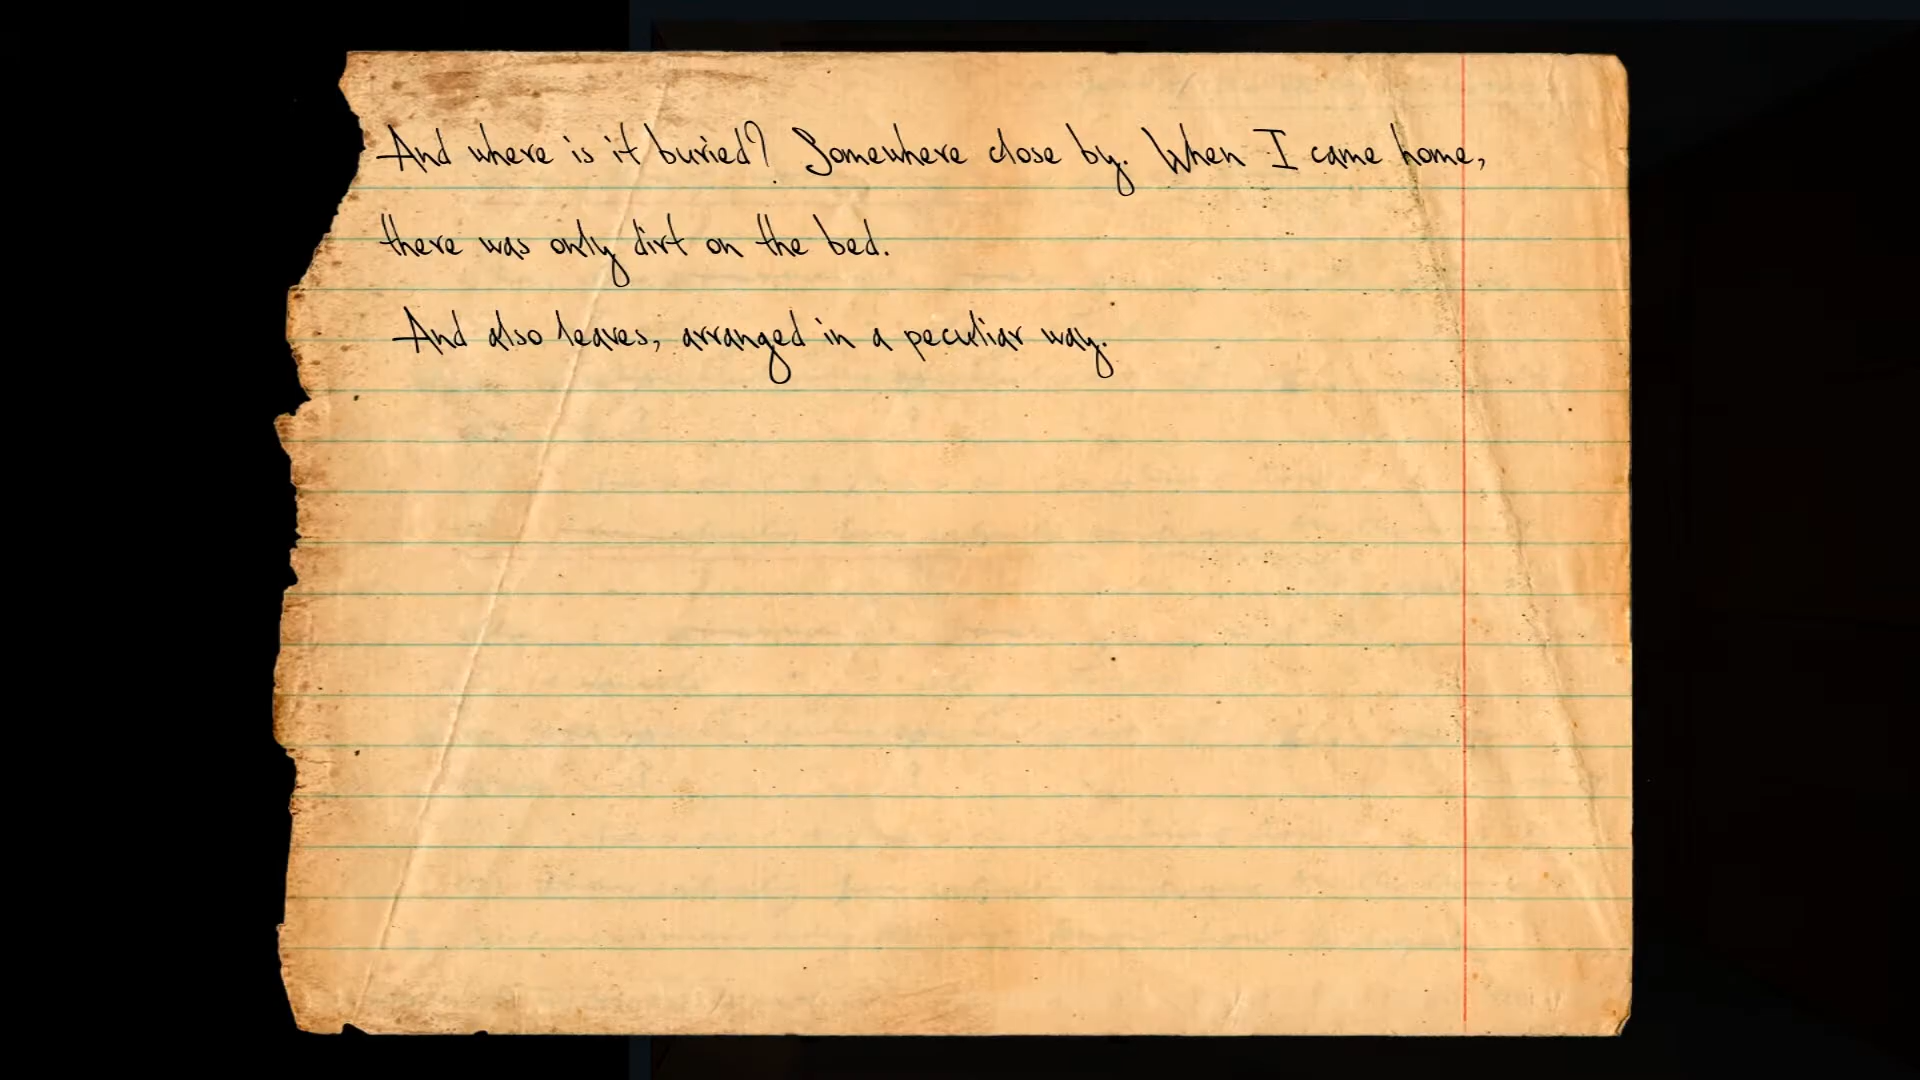 And where is it buried? Somewhere close by. When I came home,
there was only dirt on the bed.
And also leaves, arranged in a peculiar way.